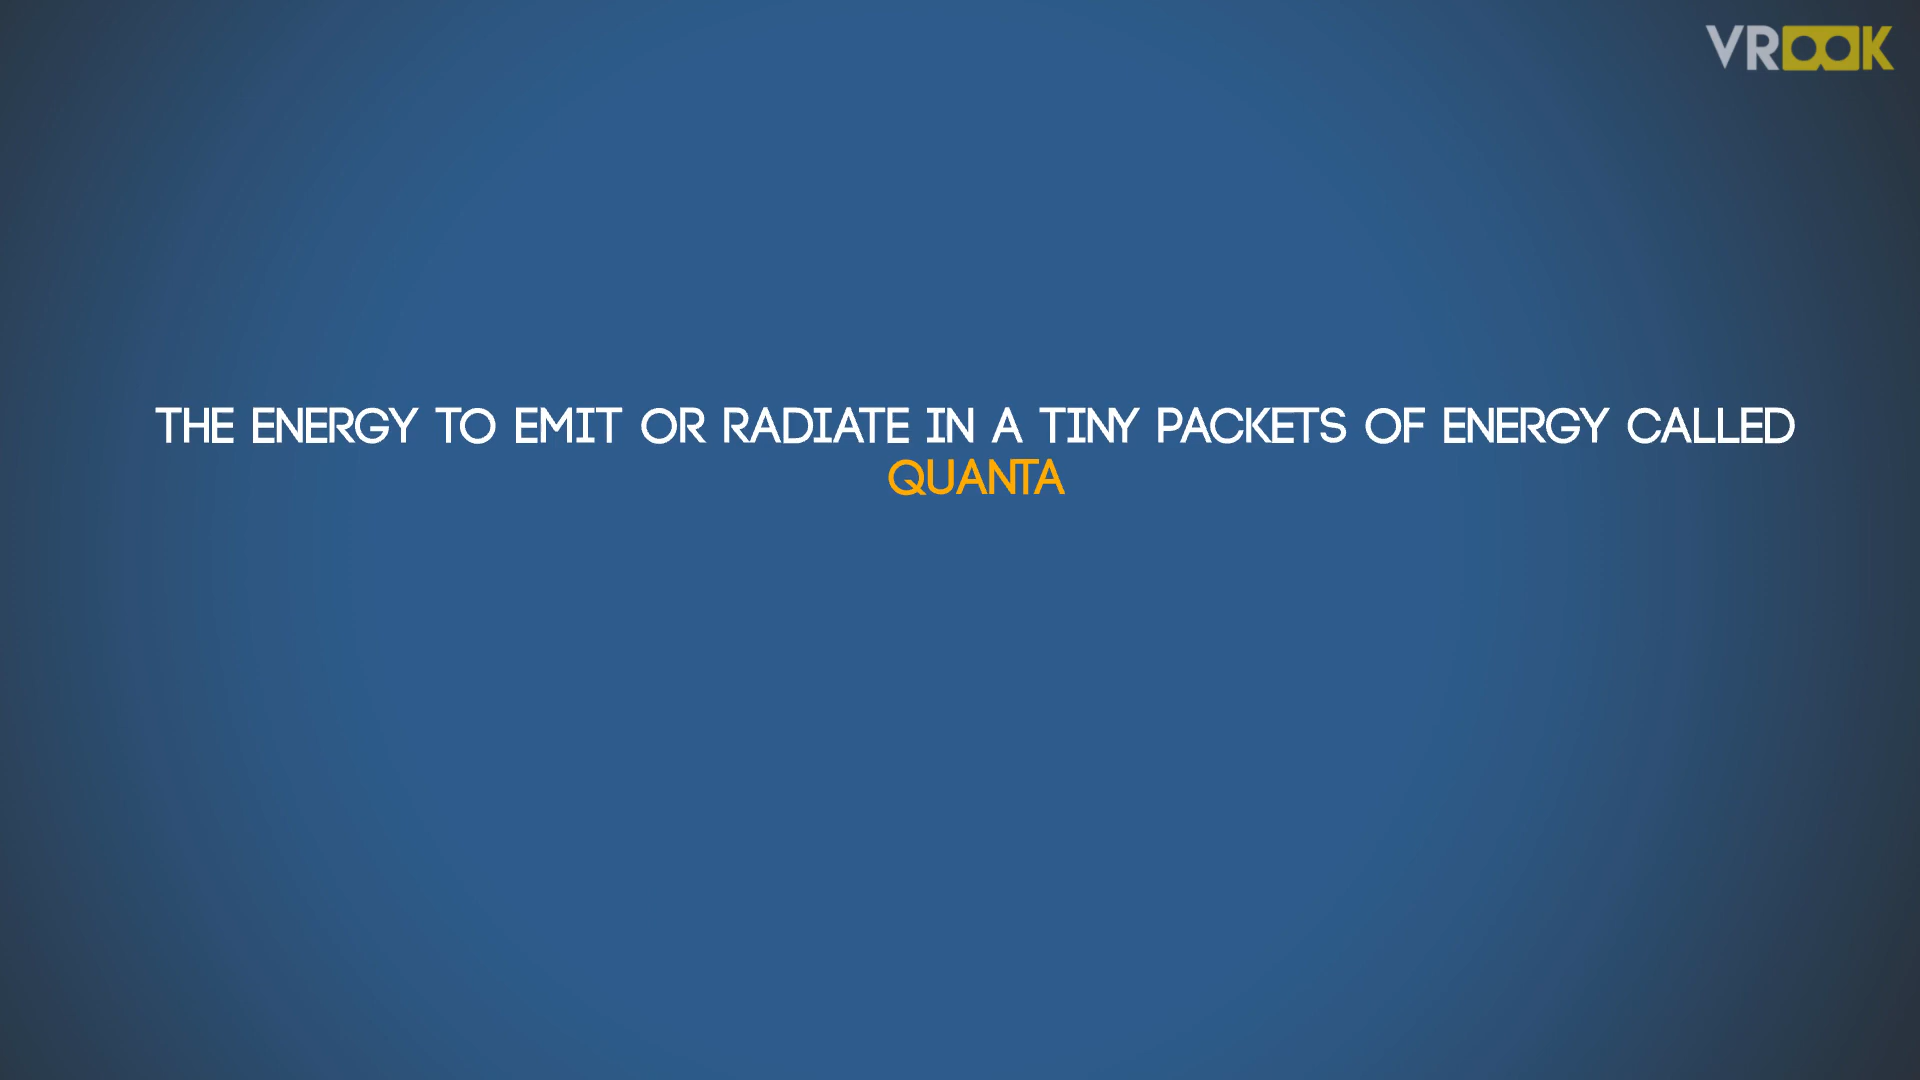 VROOK
THE ENERGY TO EMIT OR RADIATE IN A TINY PACKETS OF ENERGY CALLED
QUANTA